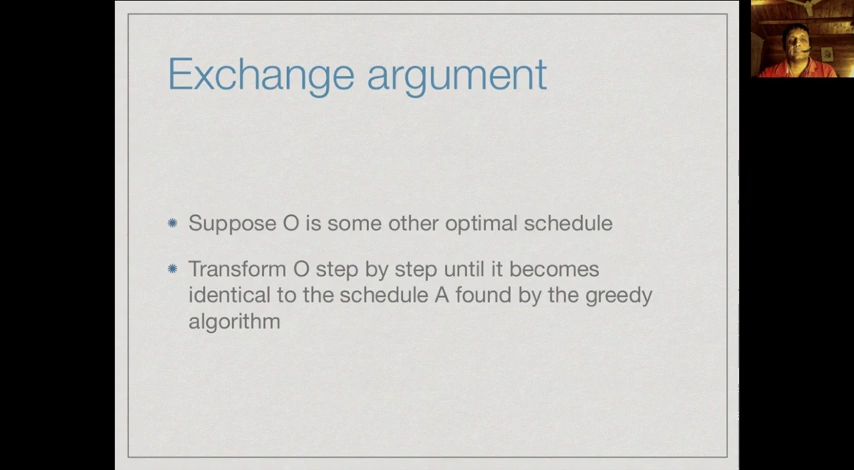 Exchange argument
Suppose O is some other optimal schedule
Transform O step by step until it becomes
identical to the schedule A found by the greedy
algorithm